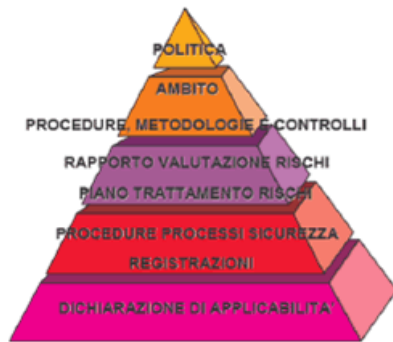 POLITICA
AMBITO
PROCEDURE, METODOLOGIE E CONTROLLI
RAPPORTO VALUTAZIONE RISCHI
PIANO TRATTAMENTO RISCHI
PROCEDURE PROCESSI SICUREZZA
REGISTRAZIONI
DICHIARAZIONE DI APPLICABILITA'